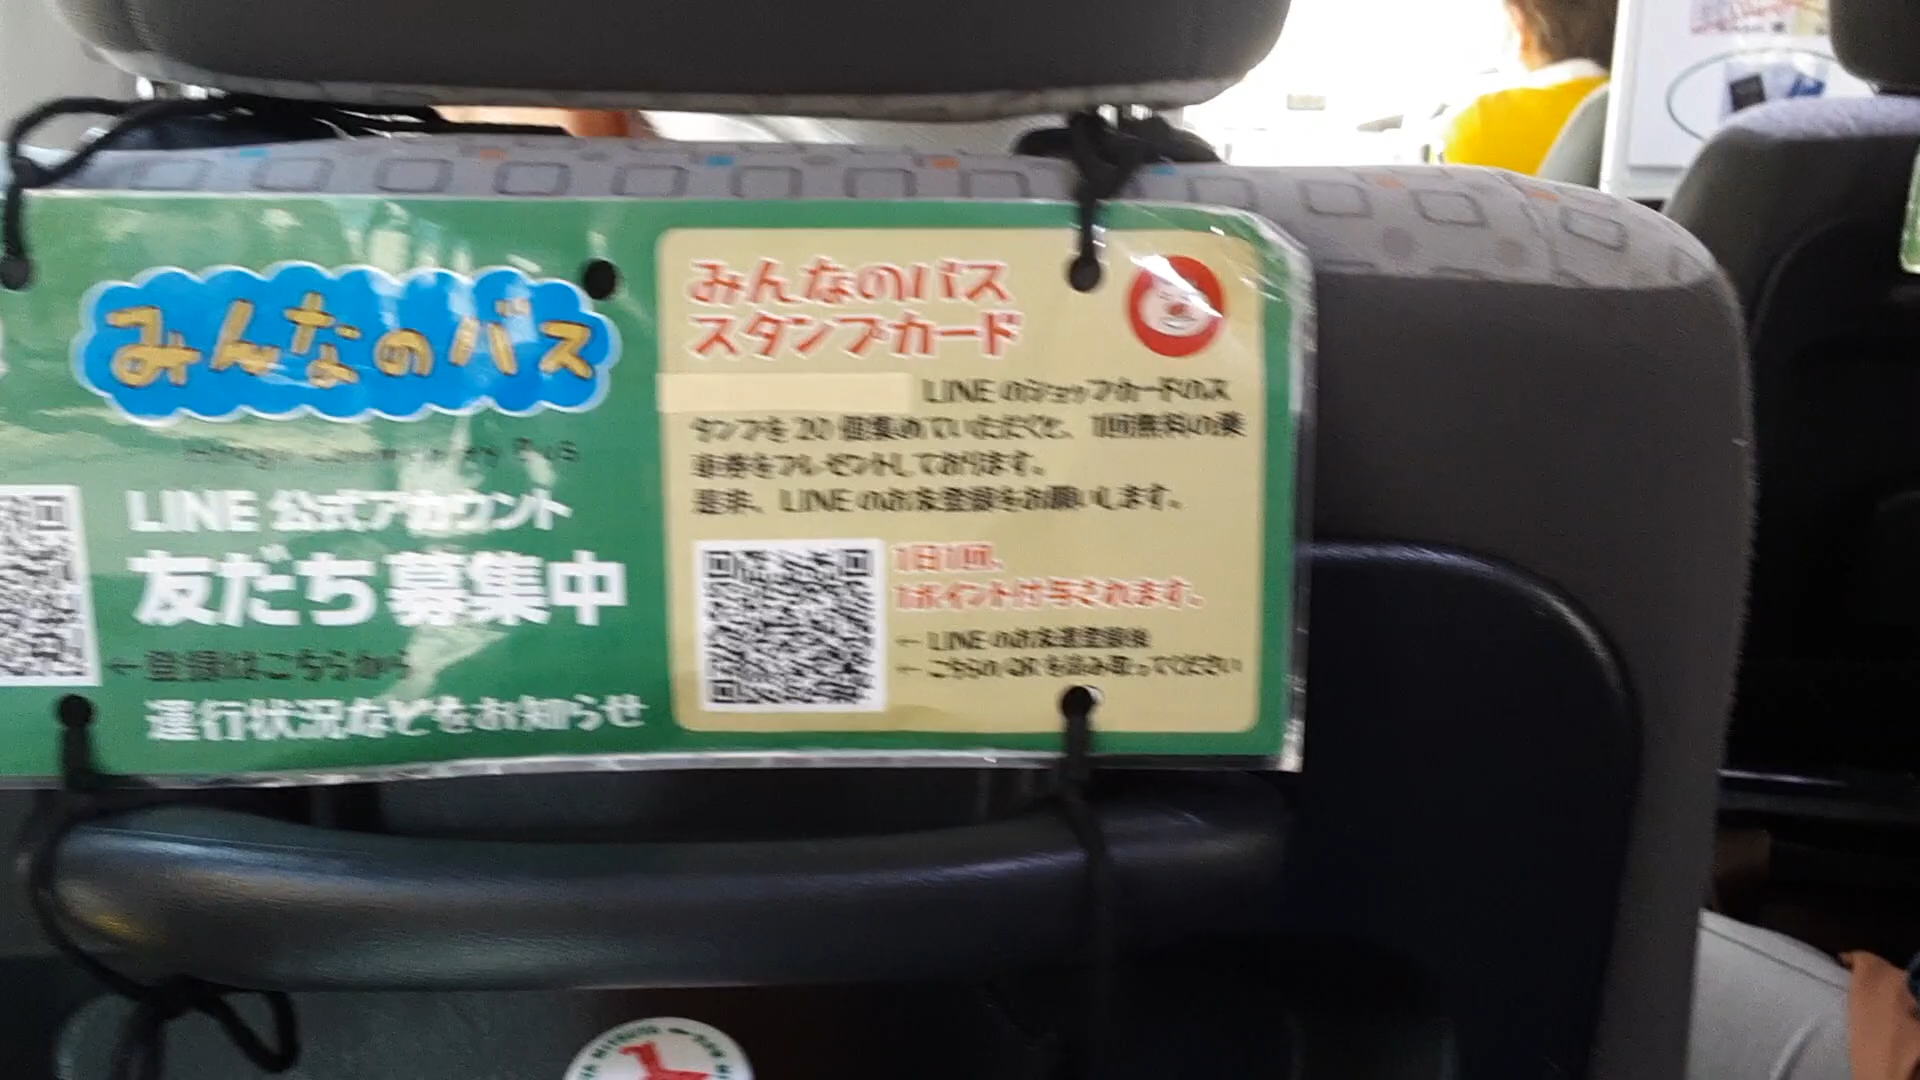 みんなのバス
LINE 公式アカウント
友だち募集中
←登録はこちらから
運行状況などをお知らせ
みんなのバス
スタンプカード
LINE のショップカードのス
タンプを 20 個集めていただくと、1回無料の乗
車券をプレゼントしております。
是非、LINE のお友登録をお願いします。
1日1回、
1ポイント付与されます。
← LINE のお友達登録後
← こちらの QR を読み取ってください